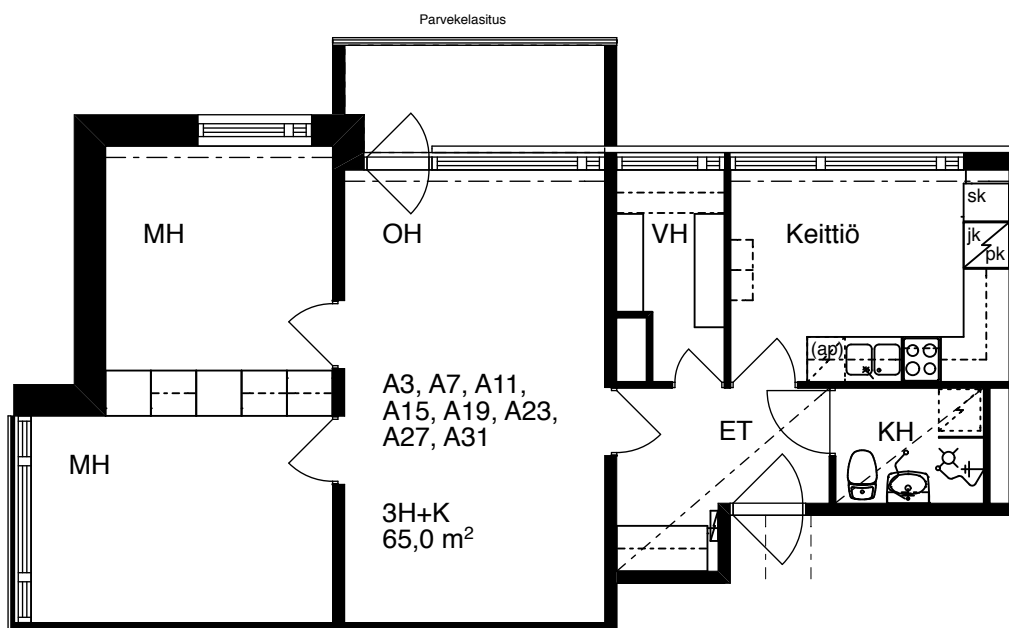 Parvekelasitus
MH
OH
VH
Keittiö
sk
jk
pk
(ap)
A3, A7, A11,
A15, A19, A23,
A27, A31
ET
KH
MH
3H+K
65,0 m²